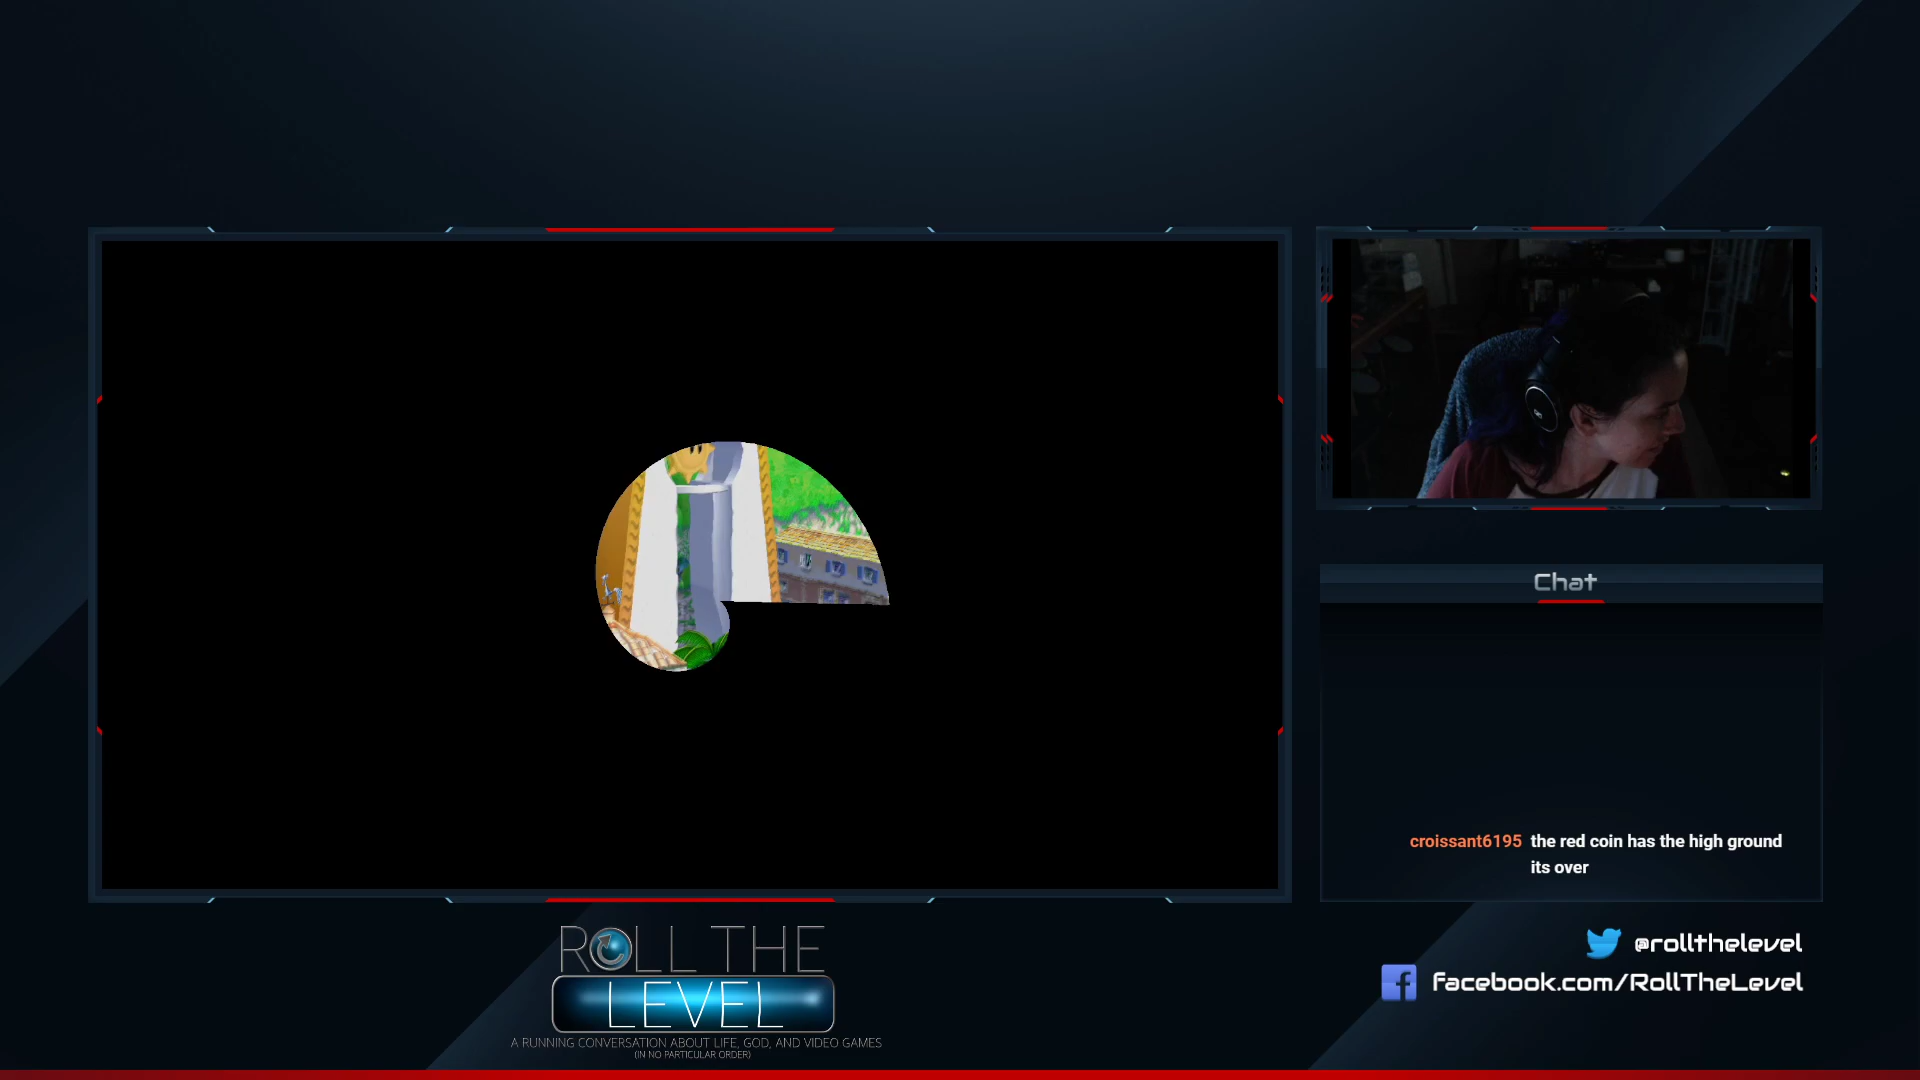 Chat
croissant6195 the red coin has the high ground
its over
ROLL THE
LEVEL
A RUNNING CONVERSATION ABOUT LIFE, GOD, AND VIDEO GAMES
(IN NO PARTICULAR ORDER)
@rollthelevel
facebook.com/RollTheLevel